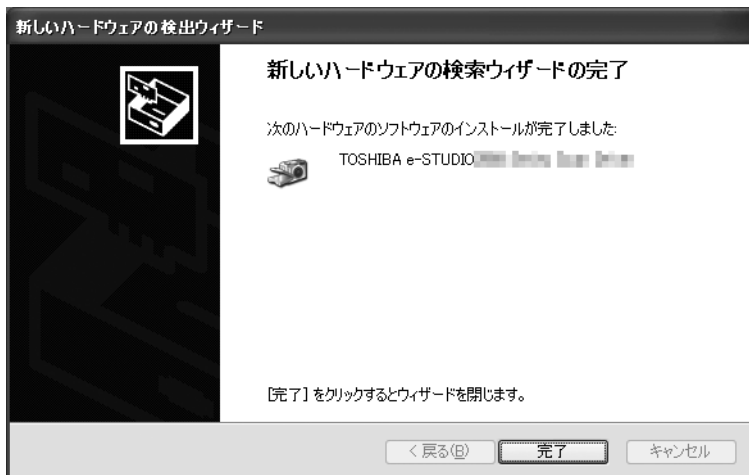 新しいハードウェアの検出ウィザード
新しいハードウェアの検索ウィザードの完了
次のハードウェアのソフトウェアのインストールが完了しました:
TOSHIBA e-STUDIO
[完了] をクリックするとウィザードを閉じます。
< 戻る(B)
完了
キャンセル